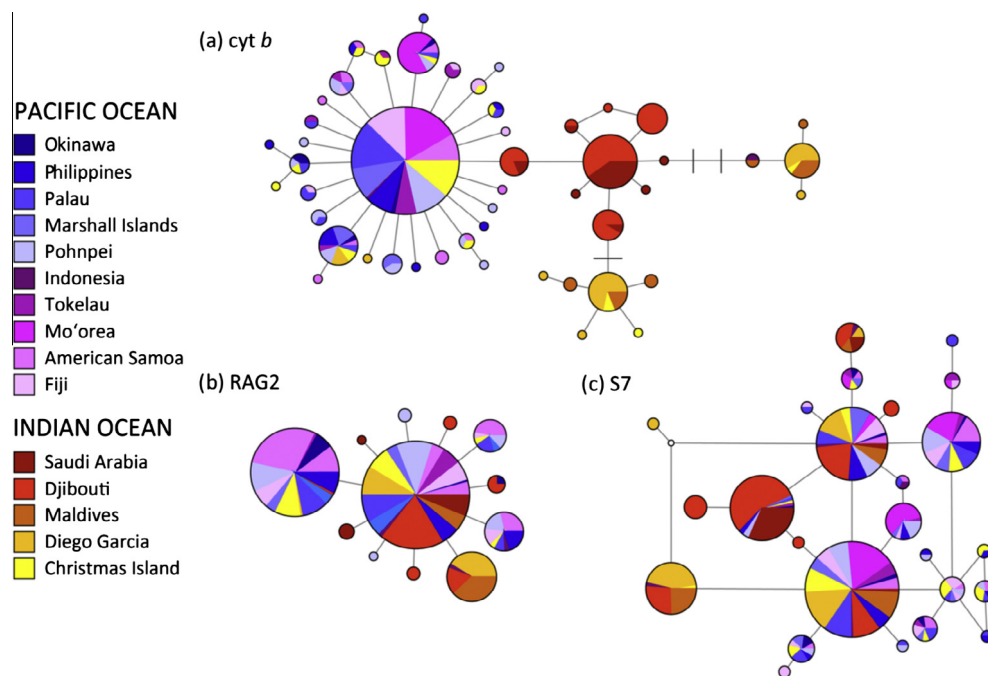 (a) cyt b
PACIFIC OCEAN
Okinawa
Philippines
Palau
Marshall Islands
Pohnpei
Indonesia
Tokelau
Mo‘orea
American Samoa
Fiji
INDIAN OCEAN
Saudi Arabia
Djibouti
Maldives
Diego Garcia
Christmas Island
(b) RAG2
(c) S7